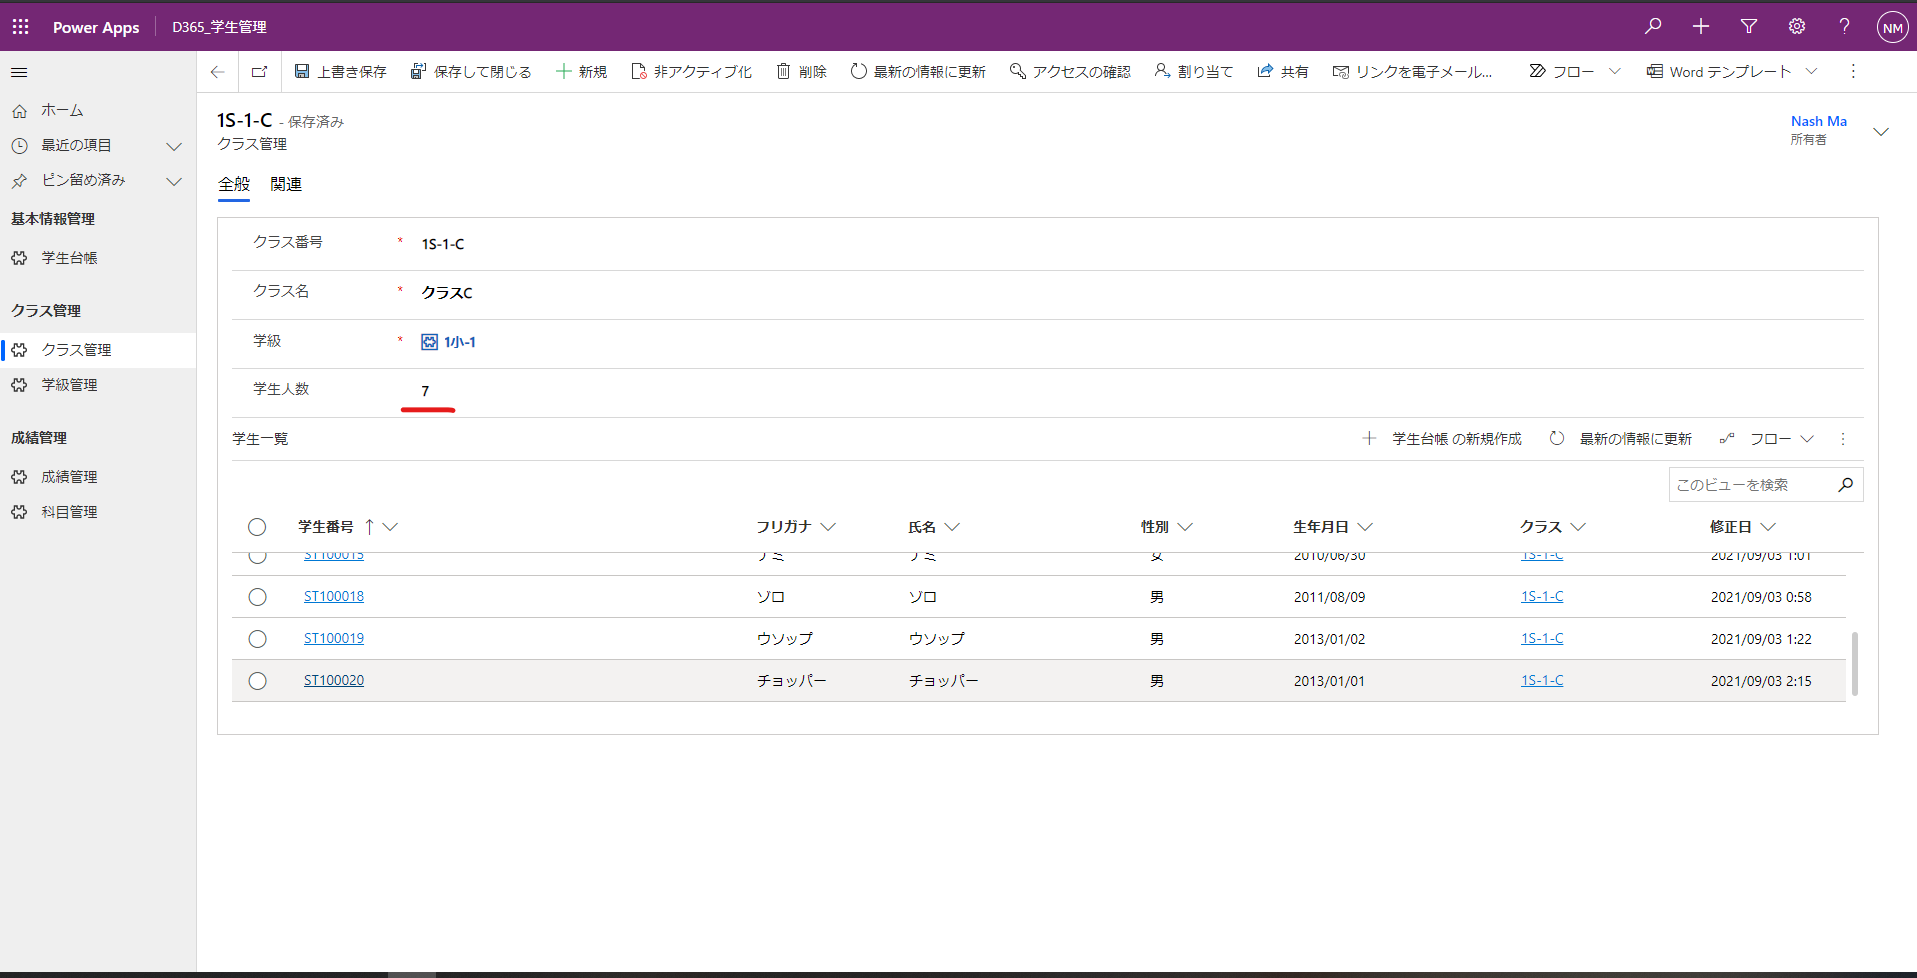 Power Apps D365_学生管理 NM
上書き保存 保存して閉じる 新規 非アクティブ化 削除 最新の情報に更新 アクセスの確認 割り当て 共有 リンクを電子メール... フロー Word テンプレート
ホーム
最近の項目
ピン留め済み
基本情報管理
学生台帳
クラス管理
クラス管理
学級管理
成績管理
成績管理
科目管理
1S-1-C - 保存済み
クラス管理
Nash Ma
所有者
全般 関連
クラス番号 * 1S-1-C
クラス名 * クラスC
学級 * 1小-1
学生人数 7
学生一覧 学生台帳 の新規作成 最新の情報に更新 フロー
このビューを検索
学生番号 フリガナ 氏名 性別 生年月日 クラス 修正日
ST100015 ナミ ナミ 女 2010/06/30 1S-1-C 2021/09/03 1:01
ST100018 ゾロ ゾロ 男 2011/08/09 1S-1-C 2021/09/03 0:58
ST100019 ウソップ ウソップ 男 2013/01/02 1S-1-C 2021/09/03 1:22
ST100020 チョッパー チョッパー 男 2013/01/01 1S-1-C 2021/09/03 2:15